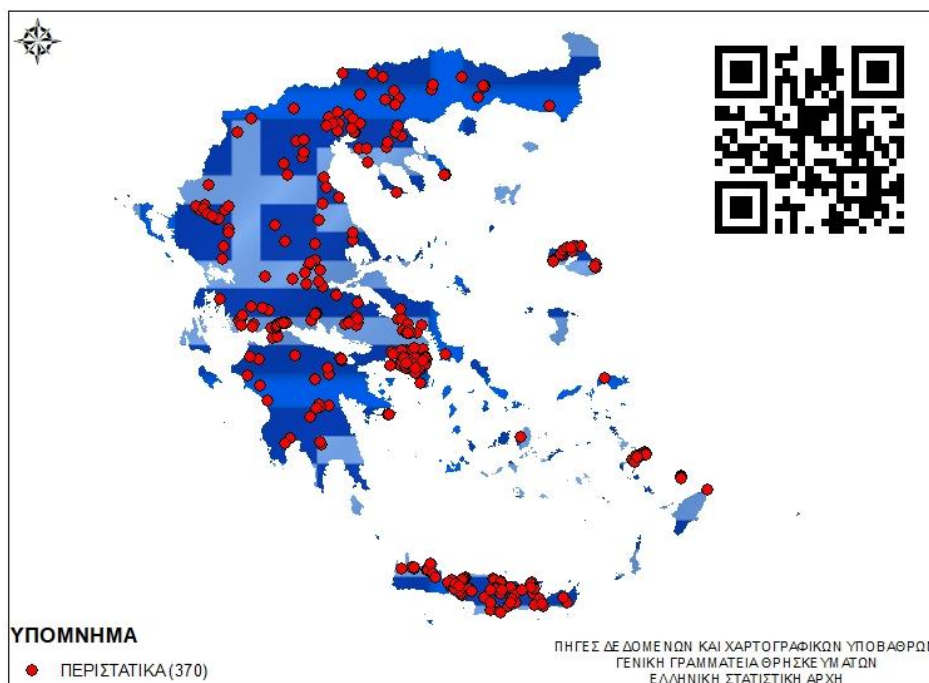 ΥΠΟΜΝΗΜΑ
ΠΕΡΙΣΤΑΤΙΚΑ (370)
ΠΗΓΕΣ ΔΕΔΟΜΕΝΩΝ ΚΑΙ ΧΑΡΤΟΓΡΑΦΙΚΩΝ ΥΠΟΒΑΘΡΩΝ
ΓΕΝΙΚΗ ΓΡΑΜΜΑΤΕΙΑ ΘΡΗΣΚΕΥΜΑΤΩΝ
ΕΛΛΗΝΙΚΗ ΣΤΑΤΙΣΤΙΚΗ ΑΡΧΗ